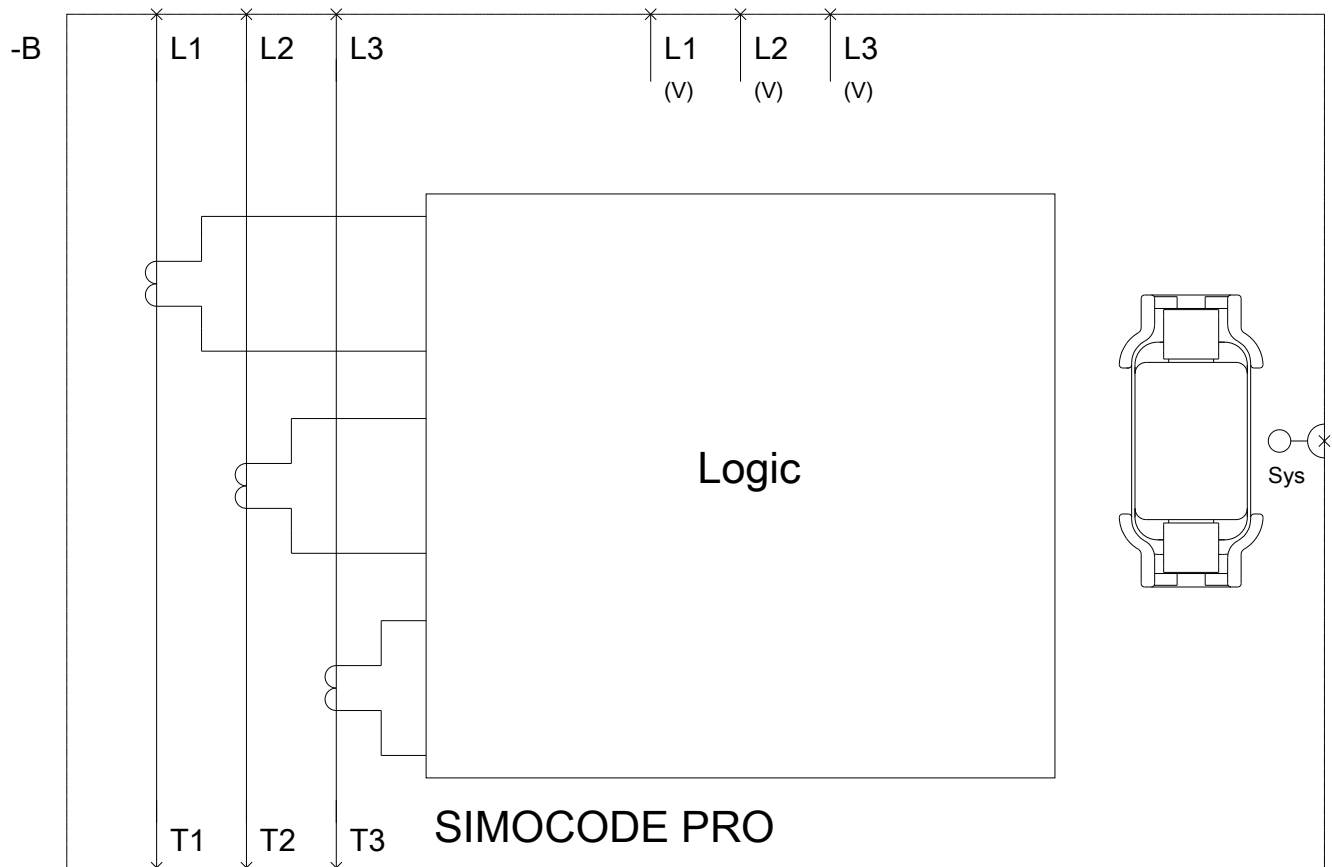 -B L1 L2 L3 L1 L2 L3
(V) (V) (V)
Logic
Sys
T1 T2 T3 SIMOCODE PRO